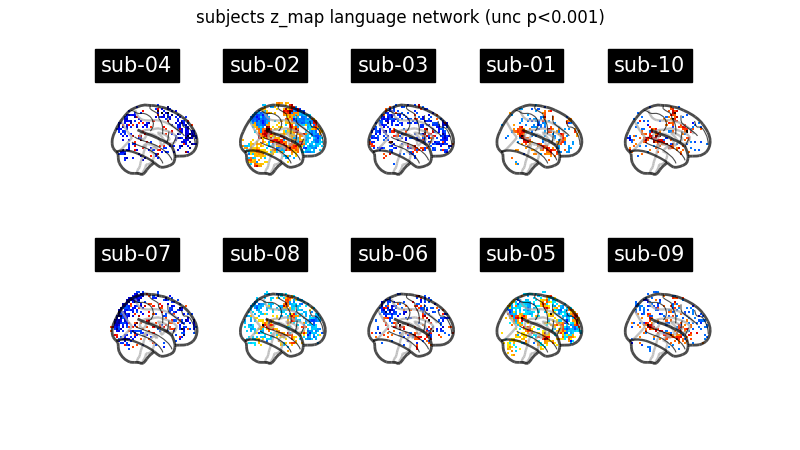 subjects z_map language network (unc p<0.001)
sub-04 sub-02 sub-03 sub-01 sub-10
sub-07 sub-08 sub-06 sub-05 sub-09